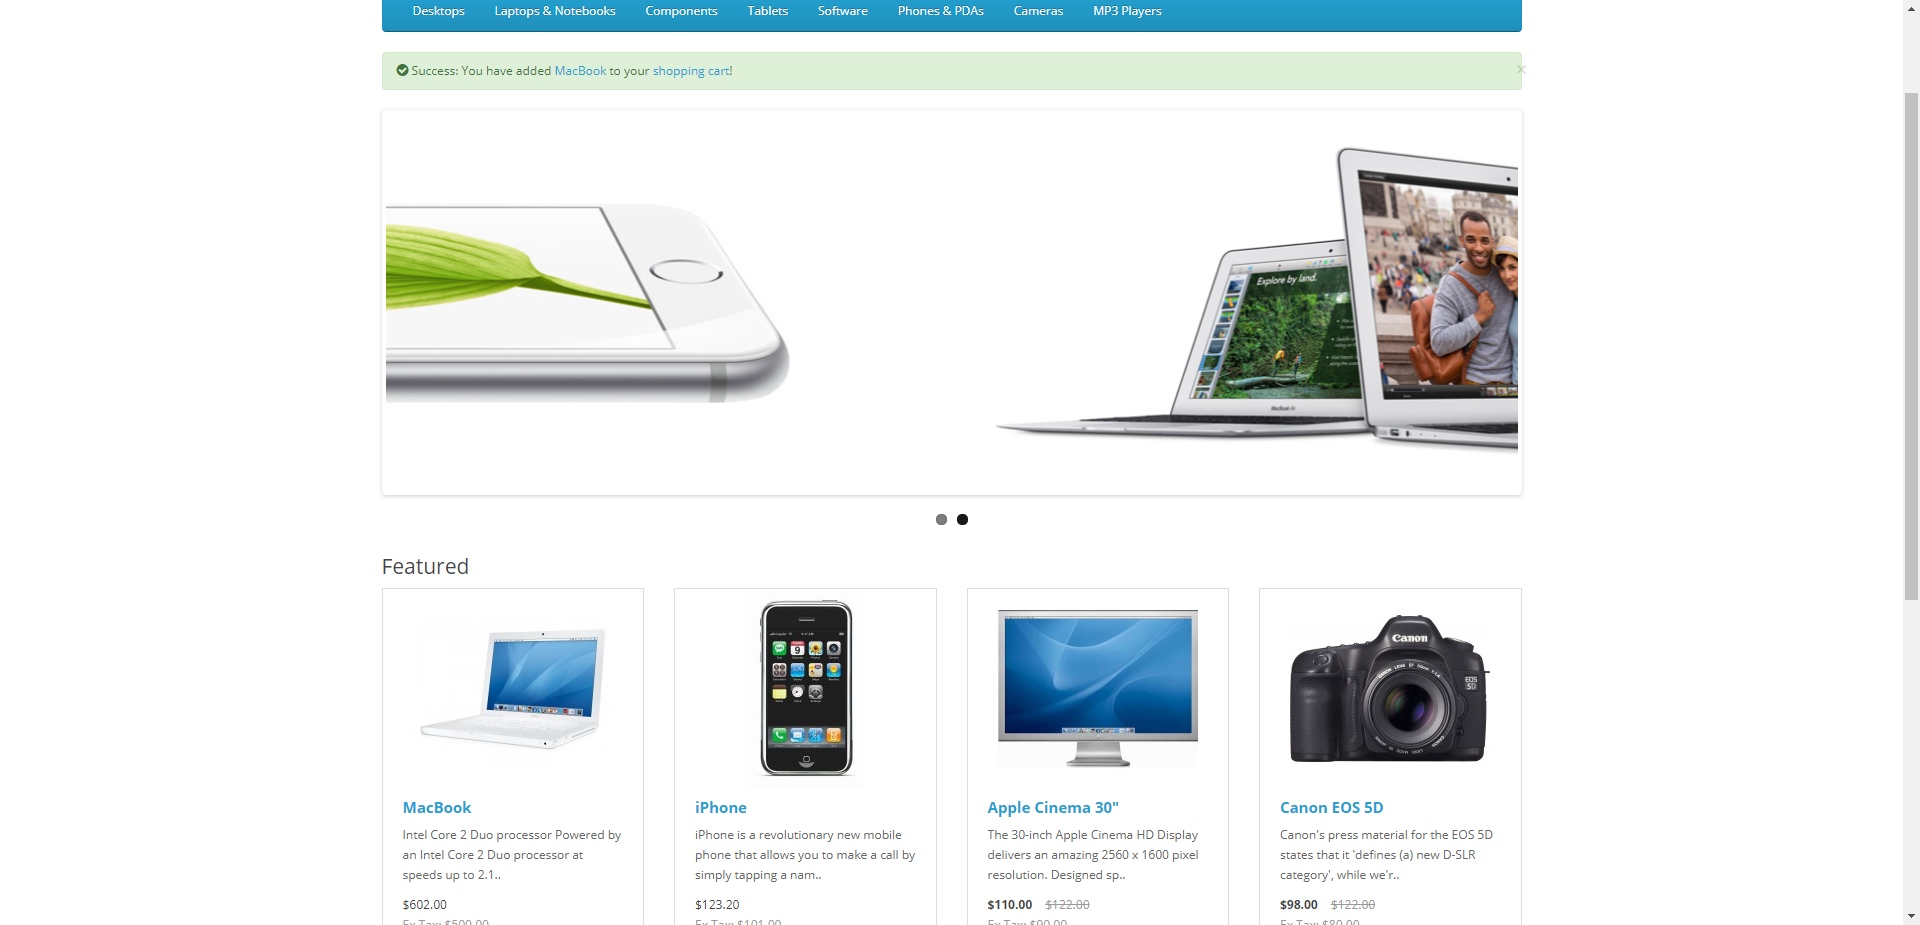 Desktops Laptops & Notebooks Components Tablets Software Phones & PDAs Cameras MP3 Players
Success: You have added MacBook to your shopping cart!
×
Explore by land.
MacBook Air
Featured
Canon
EOS
5D
MacBook
Intel Core 2 Duo processor Powered by
an Intel Core 2 Duo processor at
speeds up to 2.1..
$602.00
Ex Tax: $500.00
iPhone
iPhone is a revolutionary new mobile
phone that allows you to make a call by
simply tapping a nam..
$123.20
Ex Tax: $101.00
Apple Cinema 30"
The 30-inch Apple Cinema HD Display
delivers an amazing 2560 x 1600 pixel
resolution. Designed sp..
$110.00 $122.00
Ex Tax: $90.00
Canon EOS 5D
Canon's press material for the EOS 5D
states that it 'defines (a) new D-SLR
category', while we'r..
$98.00 $122.00
Ex Tax: $80.00